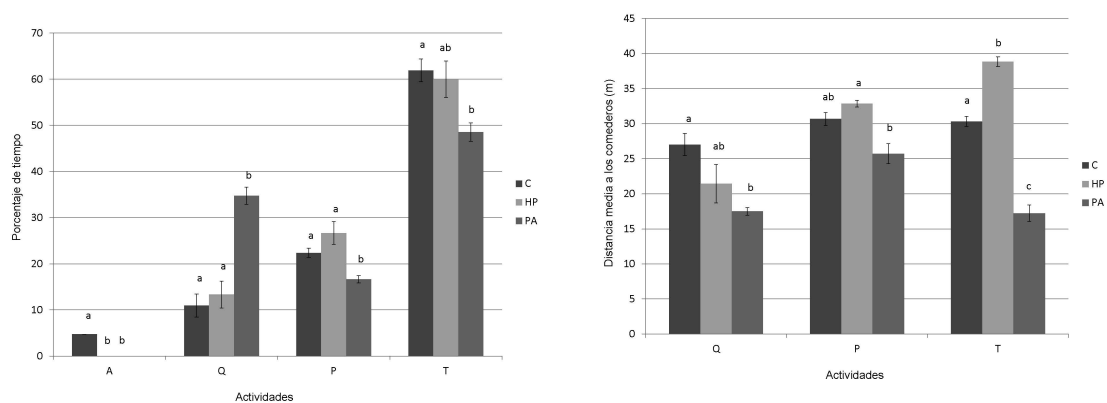 70
60
50
40
30
20
10
0
Porcentaje de tiempo
a
b b
a
a
b
a
a
b
a
ab
b
A Q P T
Actividades
C
HP
PA
45
40
35
30
25
20
15
10
5
0
Distancia media a los comederos (m)
a
ab
b
ab
a
b
a
b
c
Q P T
Actividades
C
HP
PA